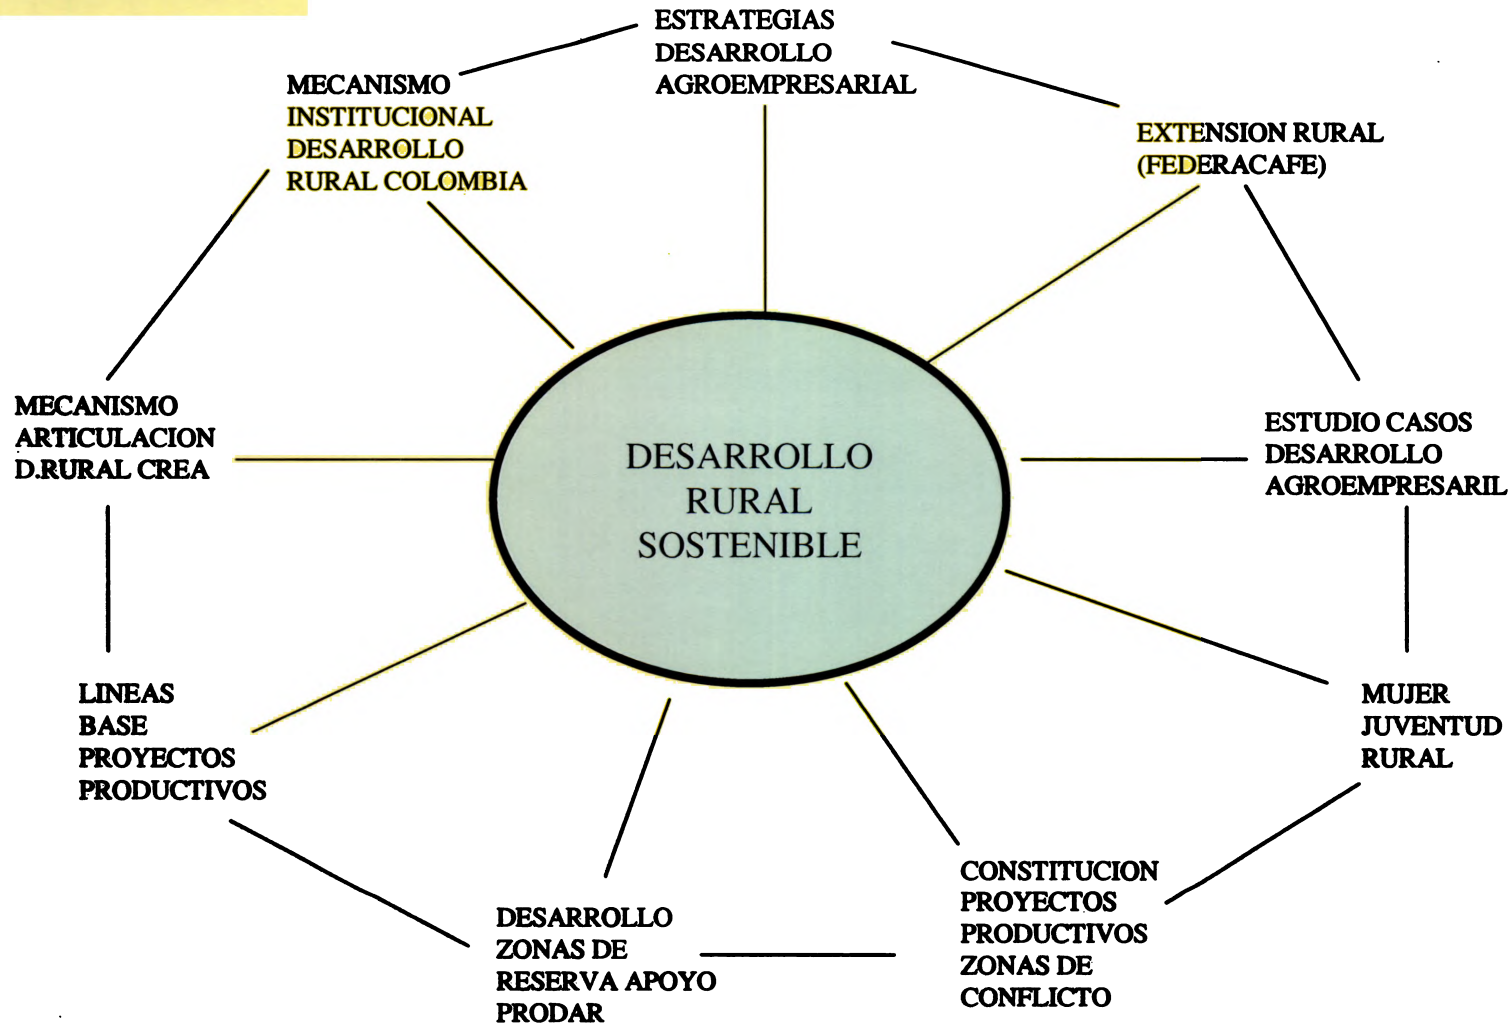 ESTRATEGIAS
DESARROLLO
AGROEMPRESARIAL
MECANISMO
INSTITUCIONAL
DESARROLLO
RURAL COLOMBIA
EXTENSION RURAL
(FEDERACAFE)
MECANISMO
ARTICULACION
D.RURAL CREA
DESARROLLO
RURAL
SOSTENIBLE
ESTUDIO CASOS
DESARROLLO
AGROEMPRESARIL
LINEAS
BASE
PROYECTOS
PRODUCTIVOS
MUJER
JUVENTUD
RURAL
DESARROLLO
ZONAS DE
RESERVA APOYO
PRODAR
CONSTITUCION
PROYECTOS
PRODUCTIVOS
ZONAS DE
CONFLICTO